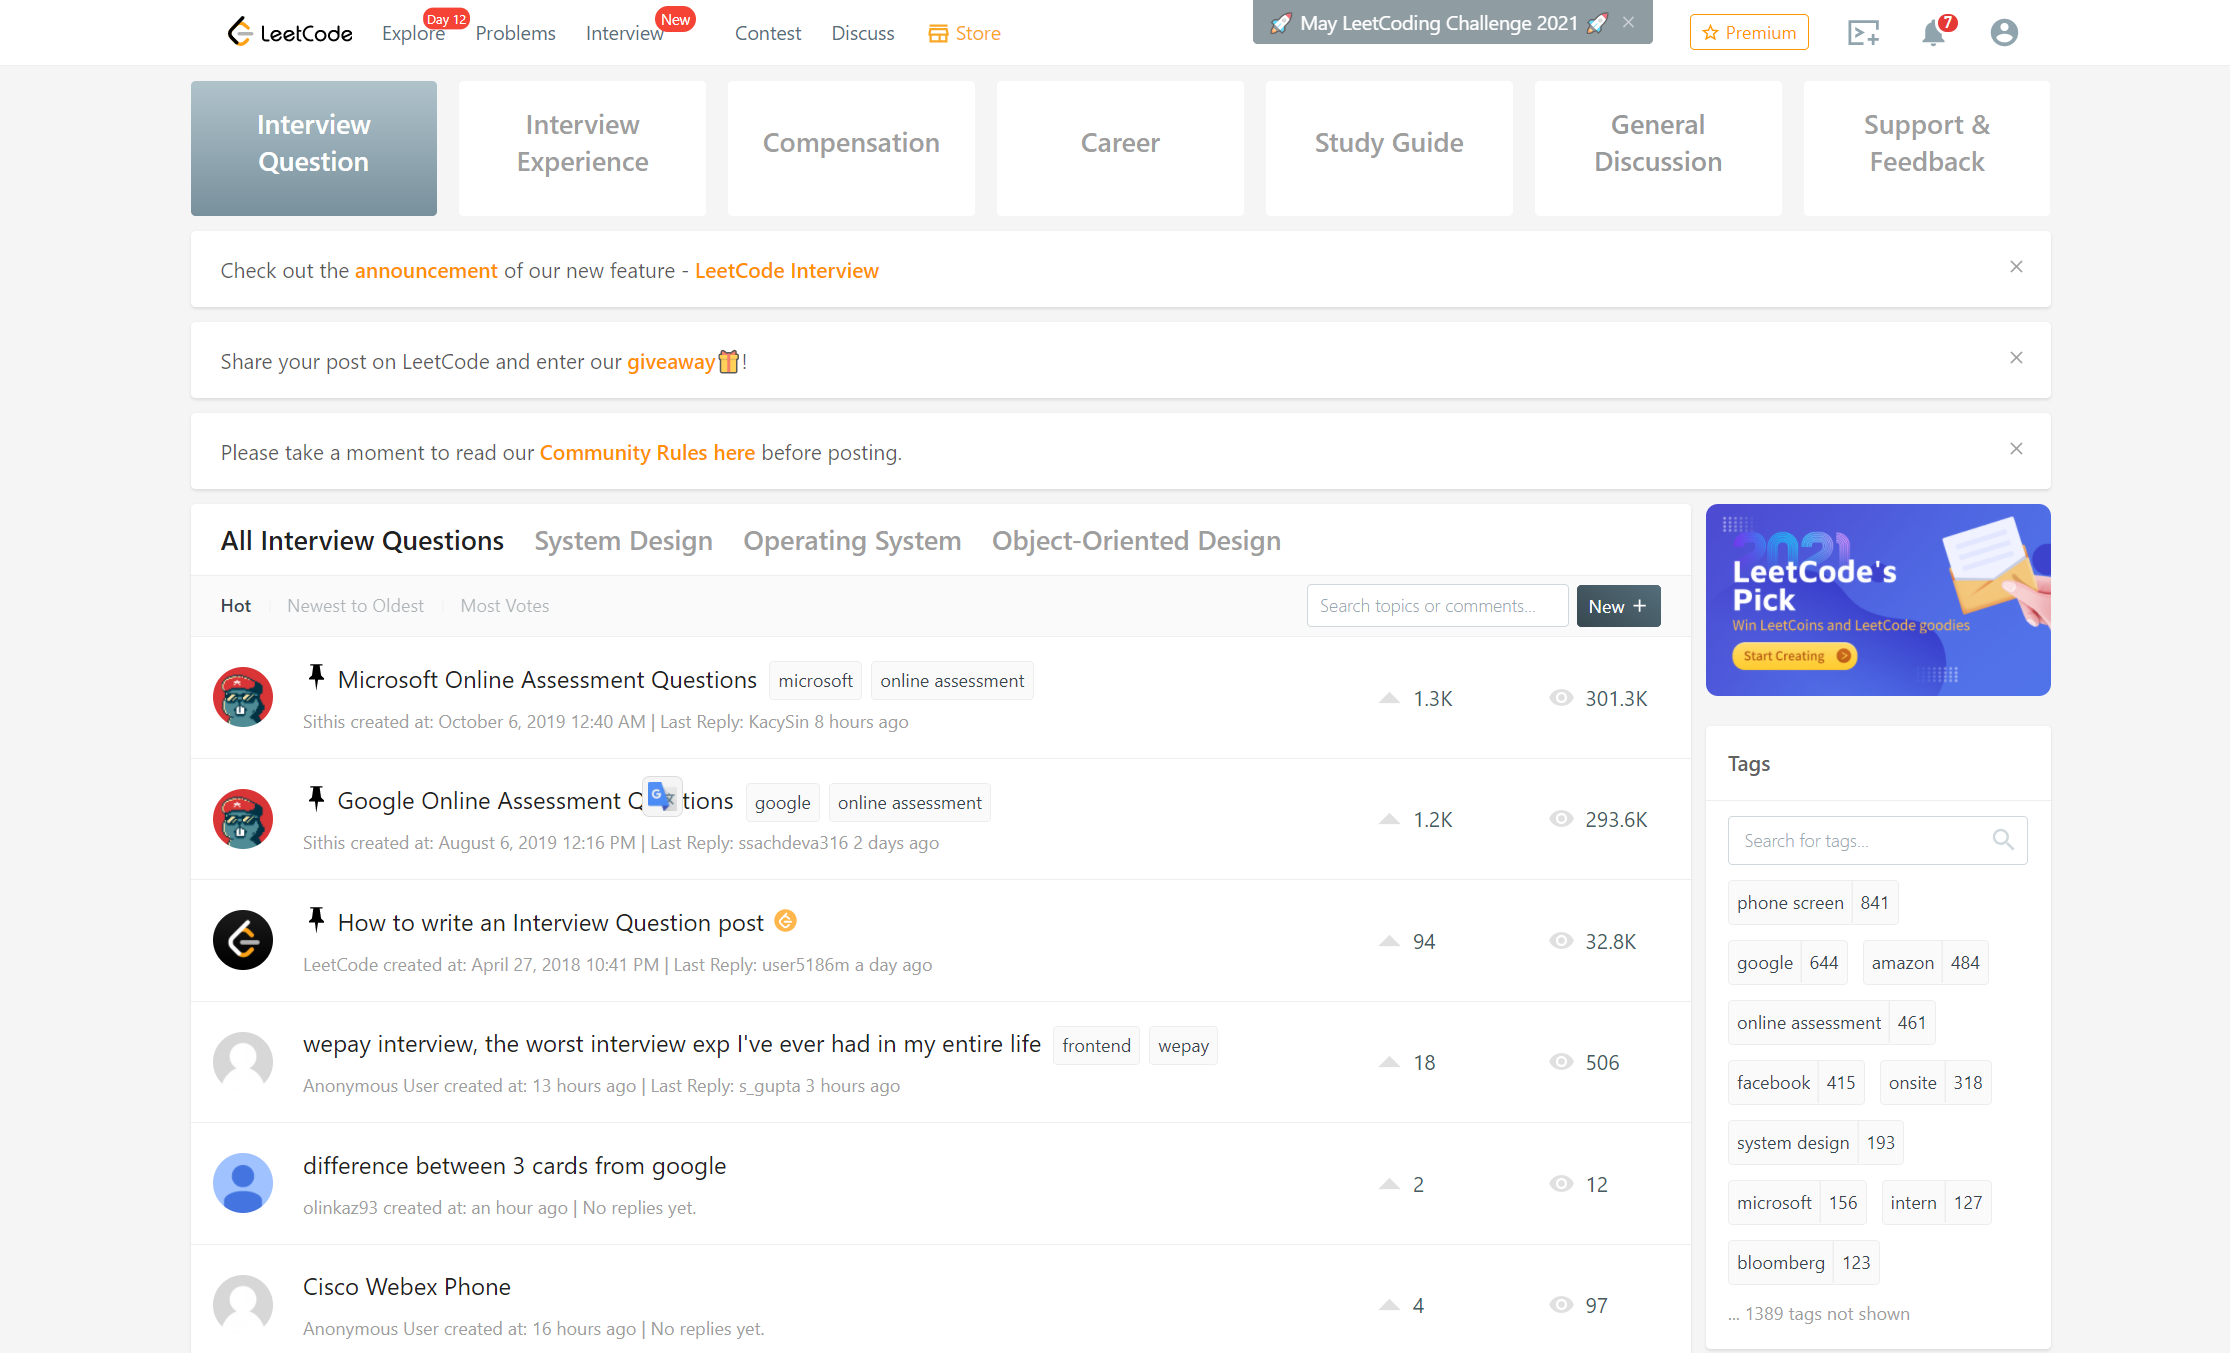 LeetCode Explore Day 12 Problems Interview New Contest Discuss Store 🚀 May LeetCoding Challenge 2021 🚀 × Premium 7
Interview
Question
Interview
Experience
Compensation
Career
Study Guide
General
Discussion
Support &
Feedback
Check out the announcement of our new feature - LeetCode Interview
Share your post on LeetCode and enter our giveaway🎁!
Please take a moment to read our Community Rules here before posting.
All Interview Questions System Design Operating System Object-Oriented Design
Hot Newest to Oldest Most Votes Search topics or comments... New +
Microsoft Online Assessment Questions microsoft online assessment
Sithis created at: October 6, 2019 12:40 AM | Last Reply: KacySin 8 hours ago
1.3K 301.3K
Google Online Assessment Q tions google online assessment
Sithis created at: August 6, 2019 12:16 PM | Last Reply: ssachdeva316 2 days ago
1.2K 293.6K
How to write an Interview Question post
LeetCode created at: April 27, 2018 10:41 PM | Last Reply: user5186m a day ago
94 32.8K
wepay interview, the worst interview exp I've ever had in my entire life frontend wepay
Anonymous User created at: 13 hours ago | Last Reply: s_gupta 3 hours ago
18 506
difference between 3 cards from google
olinkaz93 created at: an hour ago | No replies yet.
2 12
Cisco Webex Phone
Anonymous User created at: 16 hours ago | No replies yet.
4 97
2021
LeetCode's
Pick
Win LeetCoins and LeetCode goodies
Start Creating
Tags
Search for tags...
phone screen 841
google 644 amazon 484
online assessment 461
facebook 415 onsite 318
system design 193
microsoft 156 intern 127
bloomberg 123
... 1389 tags not shown